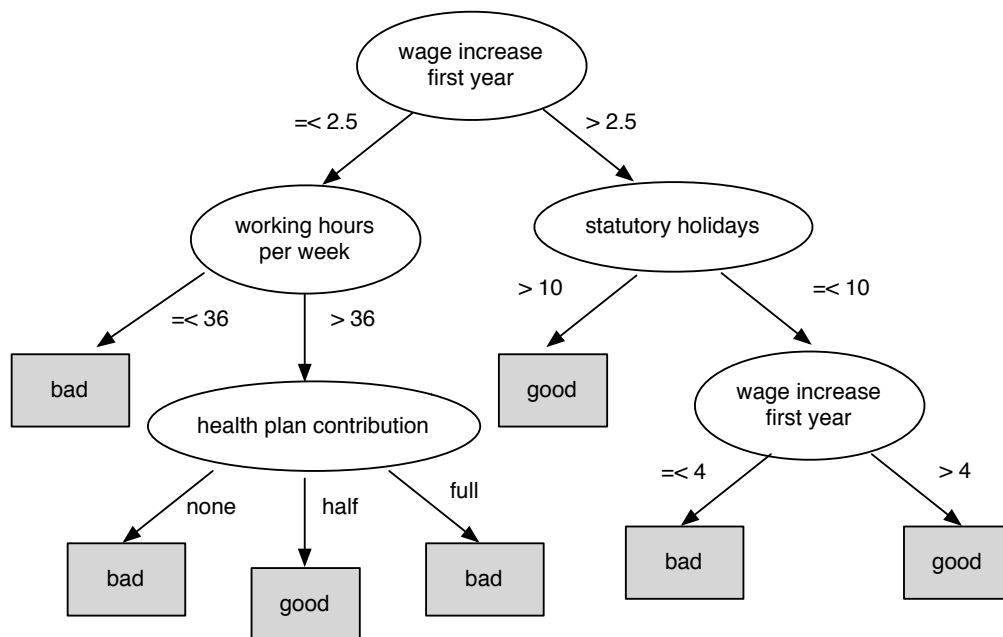 wage increase
first year
=< 2.5
> 2.5
working hours
per week
statutory holidays
=< 36
> 36
> 10
=< 10
bad
good
wage increase
first year
health plan contribution
none
half
full
=< 4
> 4
bad
good
bad
bad
good